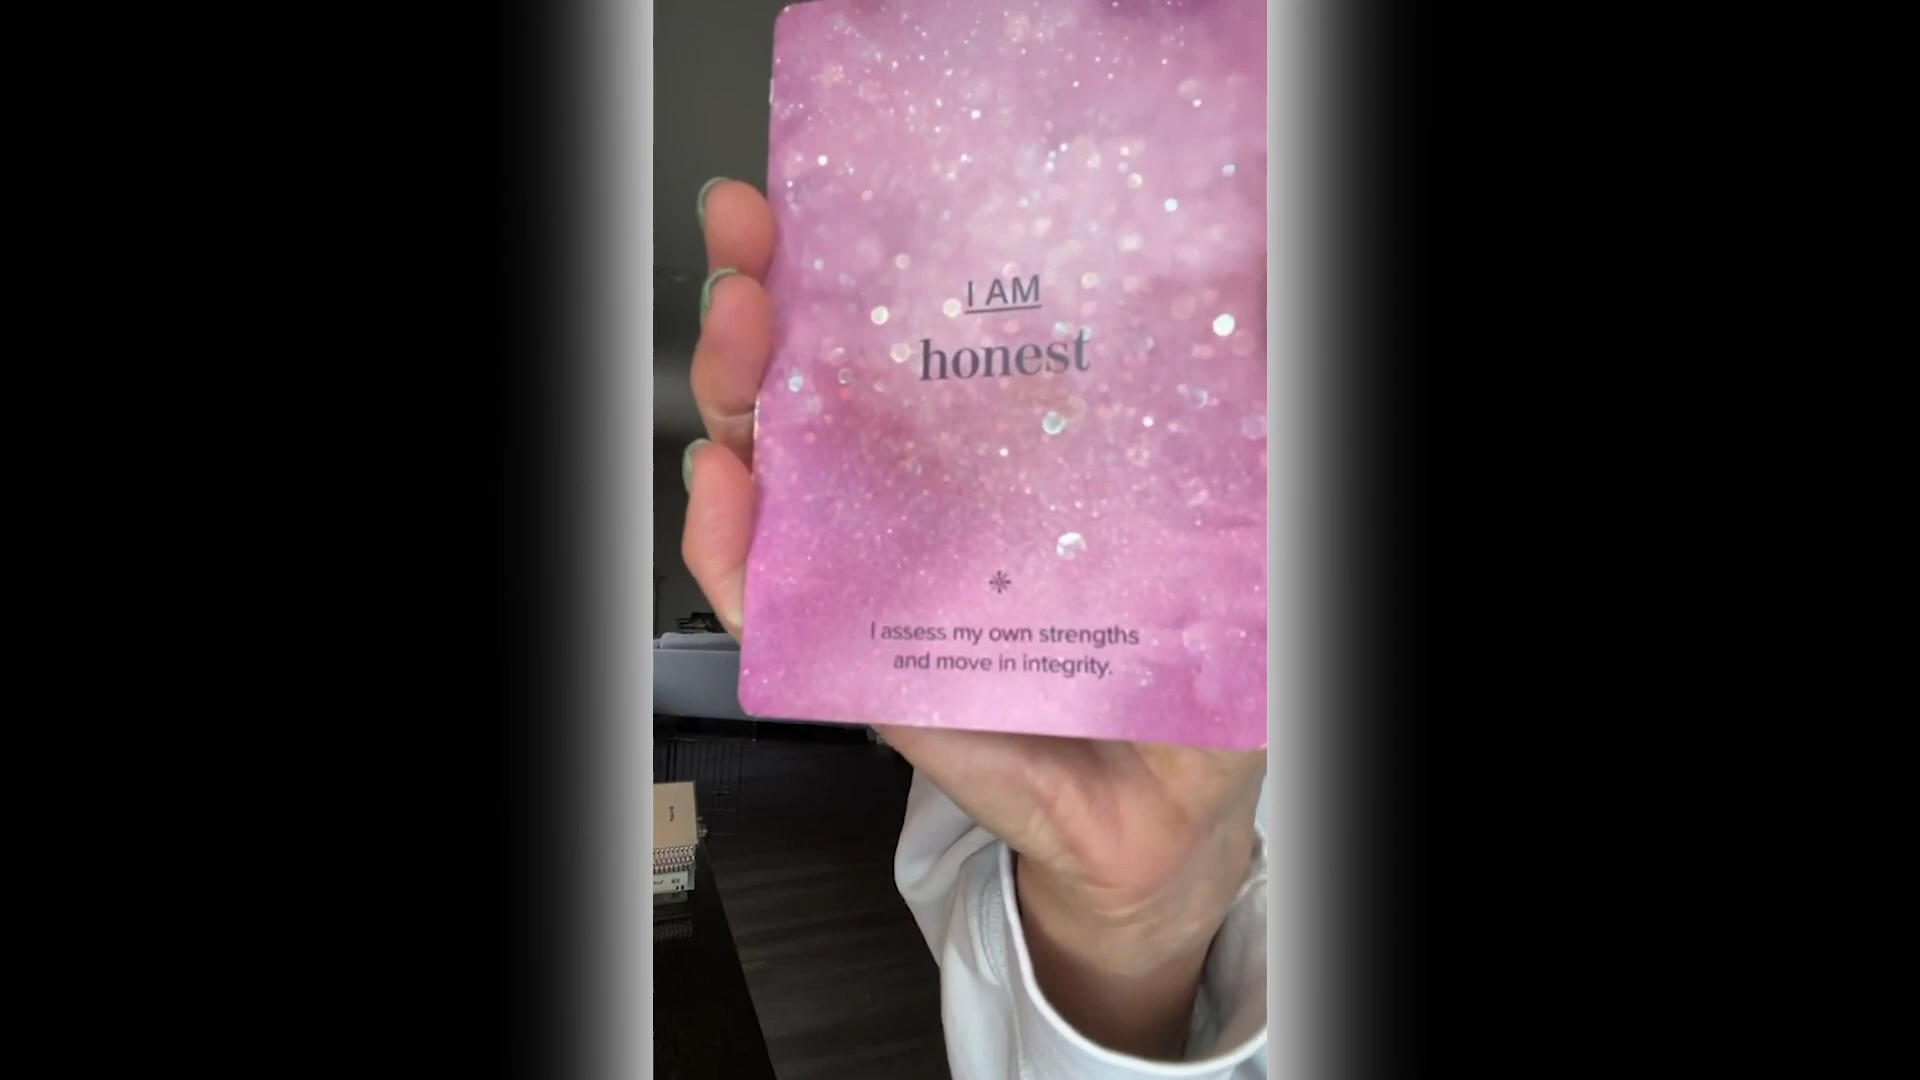 I AM
honest
I assess my own strengths
and move in integrity.